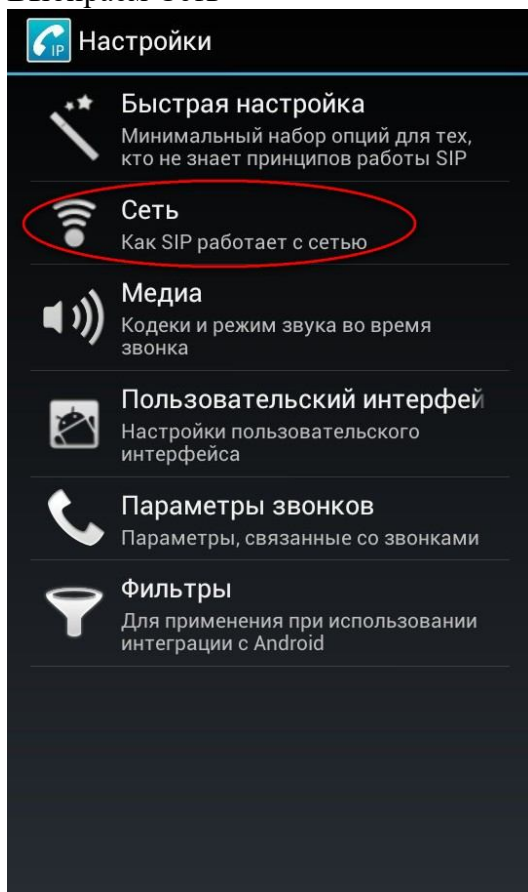 IP Настройки
Быстрая настройка
Минимальный набор опций для тех,
кто не знает принципов работы SIP
Сеть
Как SIP работает с сетью
Медиа
Кодеки и режим звука во время
звонка
Пользовательский интерфей
Настройки пользовательского
интерфейса
Параметры звонков
Параметры, связанные со звонками
Фильтры
Для применения при использовании
интеграции с Android